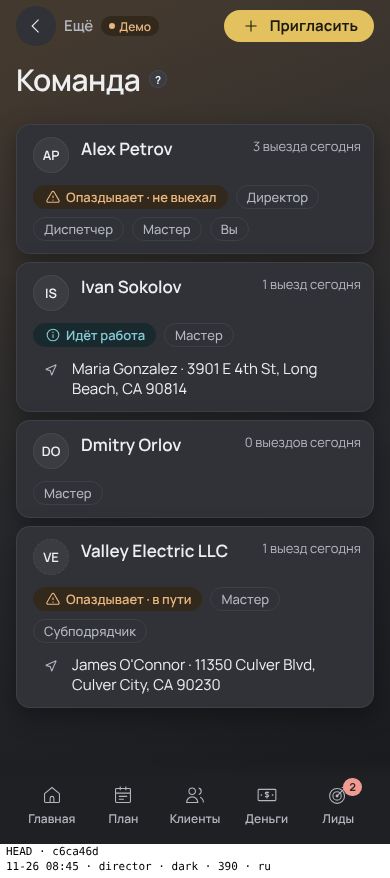 Ещё
Демо
Пригласить
Команда
?
AP
Alex Petrov
3 выезда сегодня
Опаздывает · не выехал
Директор
Диспетчер
Мастер
Вы
IS
Ivan Sokolov
1 выезд сегодня
Идёт работа
Мастер
Maria Gonzalez · 3901 E 4th St, Long
Beach, CA 90814
DO
Dmitry Orlov
0 выездов сегодня
Мастер
VE
Valley Electric LLC
1 выезд сегодня
Опаздывает · в пути
Мастер
Субподрядчик
James O'Connor · 11350 Culver Blvd,
Culver City, CA 90230
2
Главная
План
Клиенты
Деньги
Лиды
HEAD · c6ca46d
11-26 08:45 · director · dark · 390 · ru